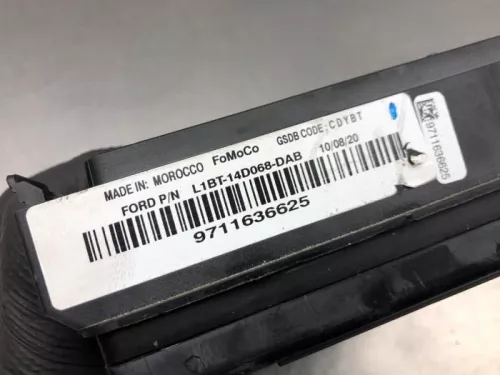 MADE IN: MOROCCO FoMoCo GSDB CODE: CDYBT
FORD P/N L1BT-14D068-DAB 10/08/20
9711636625
9711636625